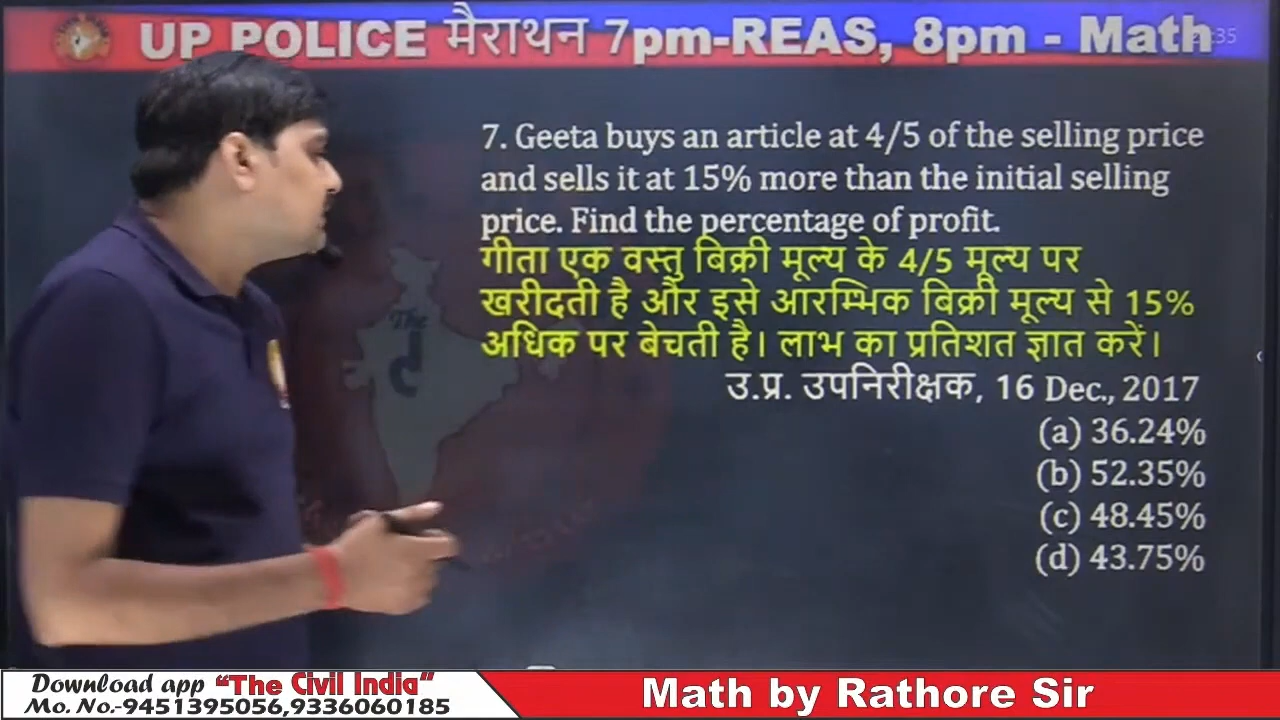 UP POLICE मैराथन 7pm-REAS, 8pm - Math
7. Geeta buys an article at 4/5 of the selling price
and sells it at 15% more than the initial selling
price. Find the percentage of profit.
गीता एक वस्तु बिक्री मूल्य के 4/5 मूल्य पर
खरीदती है और इसे आरम्भिक बिक्री मूल्य से 15%
अधिक पर बेचती है। लाभ का प्रतिशत ज्ञात करें।
उ.प्र. उपनिरीक्षक, 16 Dec., 2017
(a) 36.24%
(b) 52.35%
(c) 48.45%
(d) 43.75%
The
Download app "The Civil India"
Mo. No.-9451395056,9336060185
Math by Rathore Sir